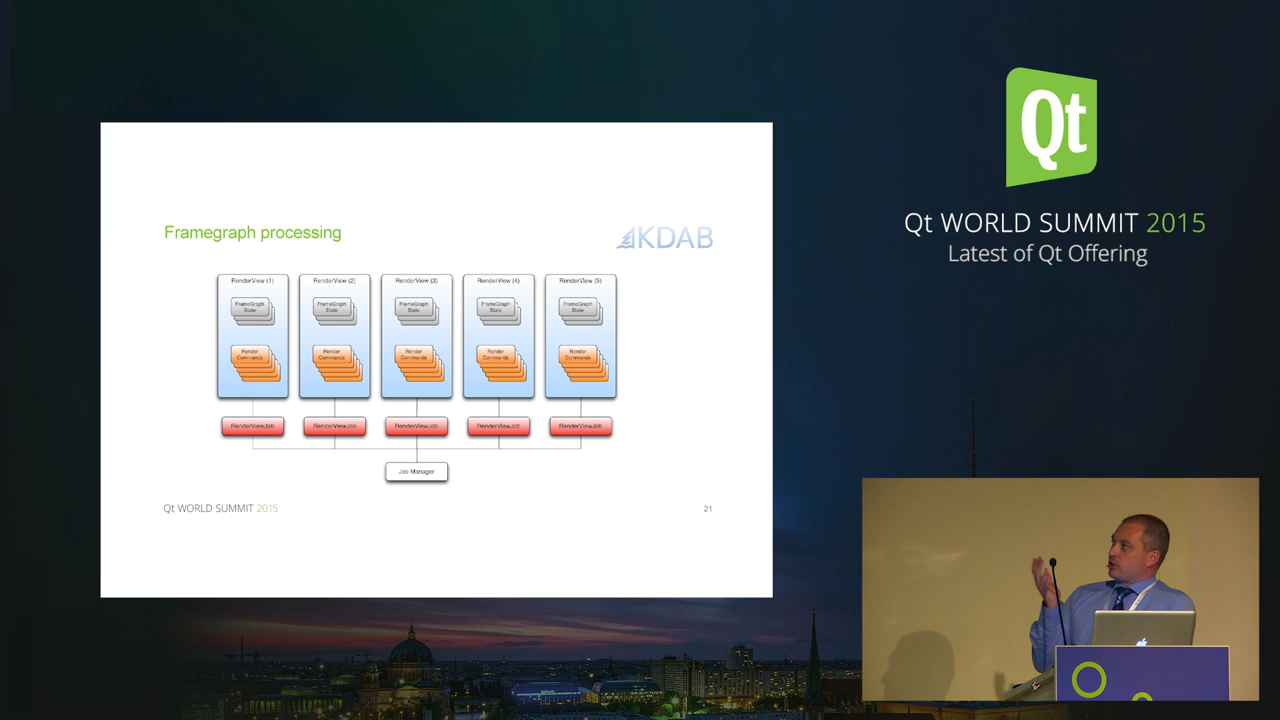 Framegraph processing
KDAB
RenderView (1)
RenderView (2)
RenderView (3)
RenderView (4)
RenderView (5)
FrameGraph
State
FrameGraph
State
FrameGraph
State
FrameGraph
State
FrameGraph
State
Render
Commands
Render
Commands
Render
Commands
Render
Commands
Render
Commands
RenderViewJob
RenderViewJob
RenderViewJob
RenderViewJob
RenderViewJob
Job Manager
Qt WORLD SUMMIT 2015
21
Qt
Qt WORLD SUMMIT 2015
Latest of Qt Offering